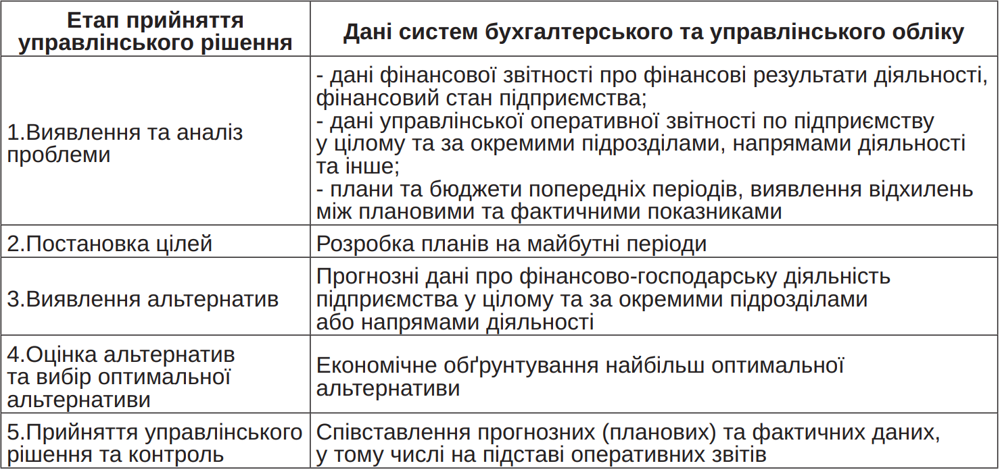 Етап прийняття
управлінського рішення
Дані систем бухгалтерського та управлінського обліку
1.Виявлення та аналіз
проблеми
- дані фінансової звітності про фінансові результати діяльності,
фінансовий стан підприємства;
- дані управлінської оперативної звітності по підприємству
у цілому та за окремими підрозділами, напрямами діяльності
та інше;
- плани та бюджети попередніх періодів, виявлення відхилень
між плановими та фактичними показниками
2.Постановка цілей
Розробка планів на майбутні періоди
3.Виявлення альтернатив
Прогнозні дані про фінансово-господарську діяльність
підприємства у цілому та за окремими підрозділами
або напрямами діяльності
4.Оцінка альтернатив
та вибір оптимальної
альтернативи
Економічне обґрунтування найбільш оптимальної
альтернативи
5.Прийняття управлінського
рішення та контроль
Співставлення прогнозних (планових) та фактичних даних,
у тому числі на підставі оперативних звітів